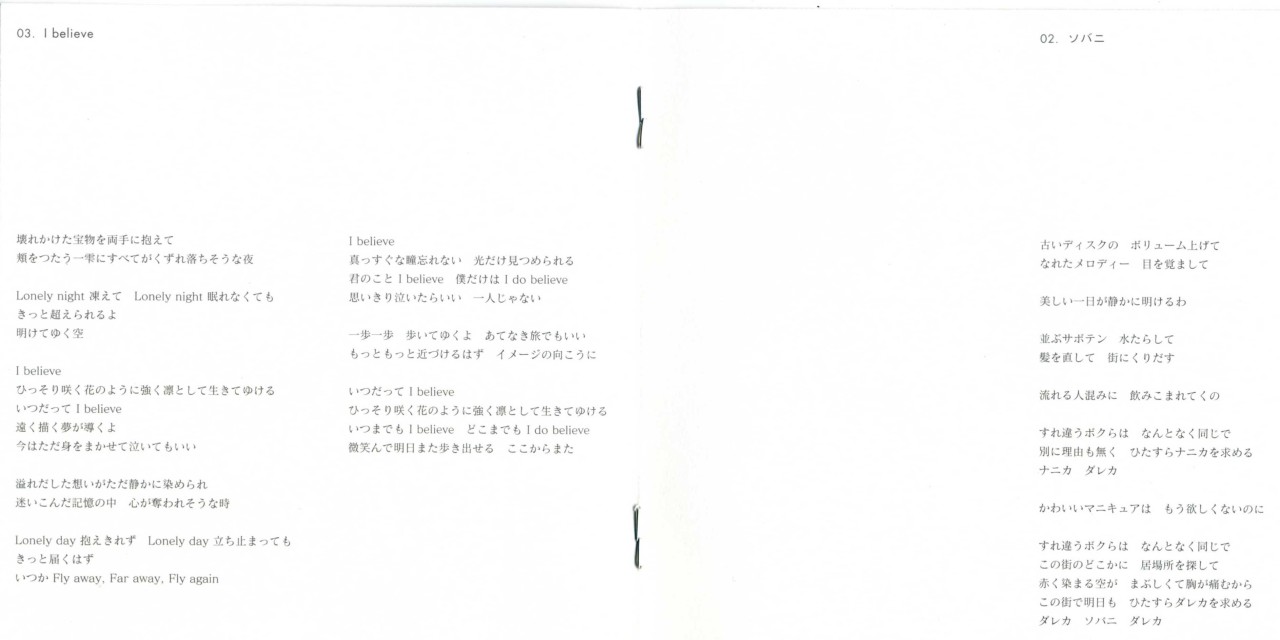 03. I believe
壊れかけた宝物を両手に抱えて
頬をつたう一雫にすべてがくずれ落ちそうな夜
Lonely night 凍えて　Lonely night 眠れなくても
きっと超えられるよ
明けてゆく空
I believe
ひっそり咲く花のように強く凛として生きてゆける
いつだって I believe
遠く描く夢が導くよ
今はただ身をまかせて泣いてもいい
溢れだした想いがただ静かに染められ
迷いこんだ記憶の中　心が奪われそうな時
Lonely day 抱えきれず　Lonely day 立ち止まっても
きっと届くはず
いつか Fly away, Far away, Fly again
I believe
真っすぐな瞳忘れない　光だけ見つめられる
君のこと I believe　僕だけは I do believe
思いきり泣いたらいい　一人じゃない
一歩一歩　歩いてゆくよ　あてなき旅でもいい
もっともっと近づけるはず　イメージの向こうに
いつだって I believe
ひっそり咲く花のように強く凛として生きてゆける
いつまでも I believe　どこまでも I do believe
微笑んで明日また歩き出せる　ここからまた
02. ソバニ
古いディスクの　ボリューム上げて
なれたメロディー　目を覚まして
美しい一日が静かに明けるわ
並ぶサボテン　水たらして
髪を直して　街にくりだす
流れる人混みに　飲みこまれてくの
すれ違うボクらは　なんとなく同じで
別に理由も無く　ひたすらナニカを求める
ナニカ　ダレカ
かわいいマニキュアは　もう欲しくないのに
すれ違うボクらは　なんとなく同じで
この街のどこかに　居場所を探して
赤く染まる空が　まぶしくて胸が痛むから
この街で明日も　ひたすらダレカを求める
ダレカ　ソバニ　ダレカ